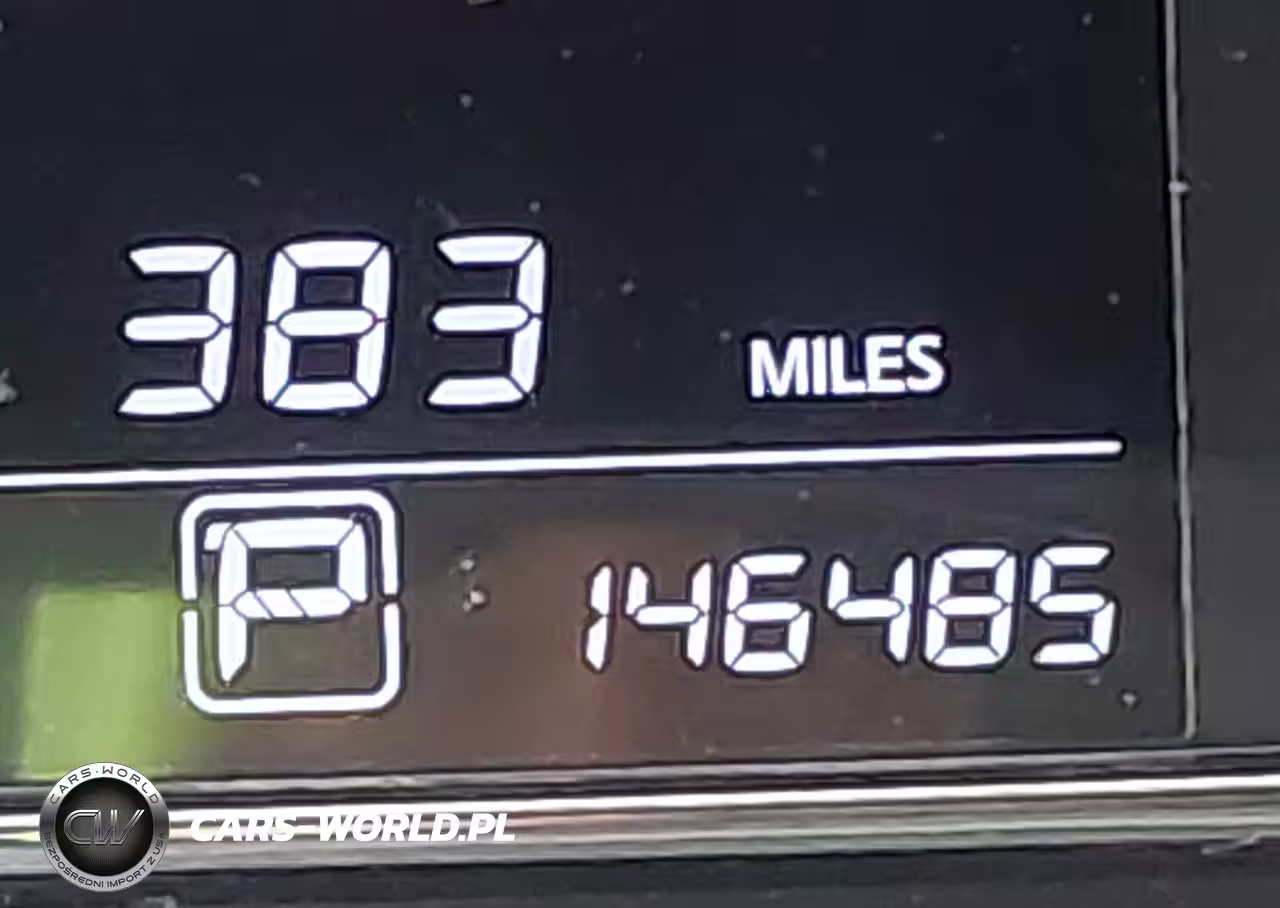 383 MILES
P 146485
CARS-WORLD
CW
BEZPOŚREDNI IMPORT Z USA
CARS-WORLD.PL